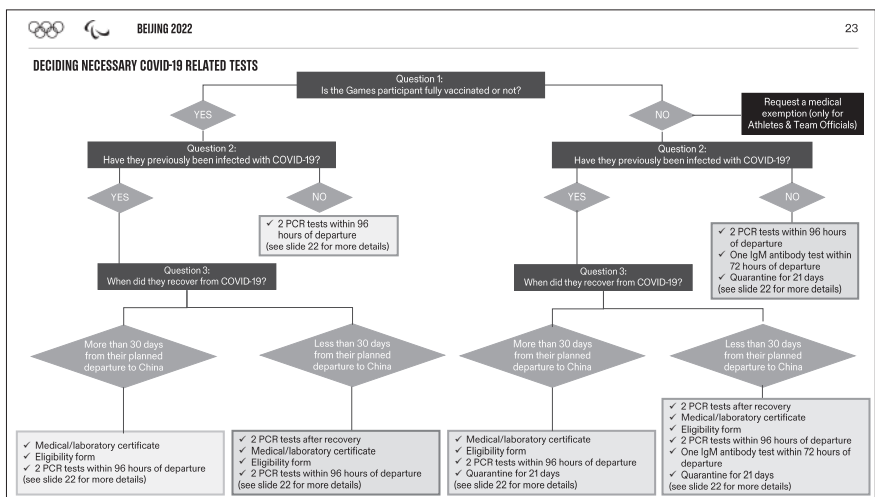 BEIJING 2022
23
DECIDING NECESSARY COVID-19 RELATED TESTS
Question 1:
Is the Games participant fully vaccinated or not?
YES
NO
Request a medical
exemption (only for
Athletes & Team Officials)
Question 2:
Have they previously been infected with COVID-19?
Question 2:
Have they previously been infected with COVID-19?
YES
NO
YES
NO
✓ 2 PCR tests within 96
hours of departure
(see slide 22 for more details)
✓ 2 PCR tests within 96 hours
of departure
✓ One IgM antibody test within
72 hours of departure
✓ Quarantine for 21 days
(see slide 22 for more details)
Question 3:
When did they recover from COVID-19?
Question 3:
When did they recover from COVID-19?
More than 30 days
from their planned
departure to China
Less than 30 days
from their planned
departure to China
More than 30 days
from their planned
departure to China
Less than 30 days
from their planned
departure to China
✓ Medical/laboratory certificate
✓ Eligibility form
✓ 2 PCR tests within 96 hours of departure
(see slide 22 for more details)
✓ 2 PCR tests after recovery
✓ Medical/laboratory certificate
✓ Eligibility form
✓ 2 PCR tests within 96 hours of departure
(see slide 22 for more details)
✓ Medical/laboratory certificate
✓ Eligibility form
✓ 2 PCR tests within 96 hours of departure
✓ Quarantine for 21 days
(see slide 22 for more details)
✓ 2 PCR tests after recovery
✓ Medical/laboratory certificate
✓ Eligibility form
✓ 2 PCR tests within 96 hours of departure
✓ One IgM antibody test within 72 hours of
departure
✓ Quarantine for 21 days
(see slide 22 for more details)